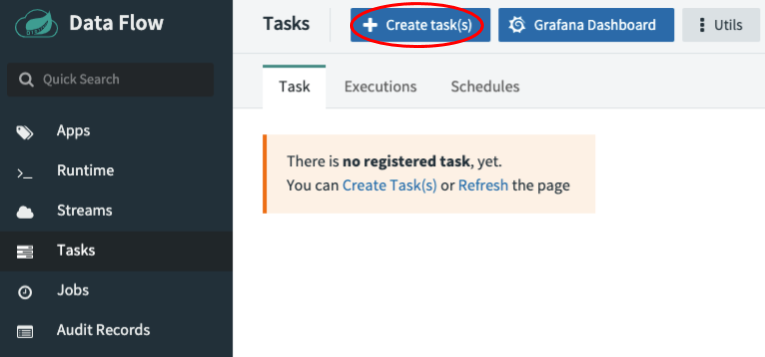 Data Flow
Quick Search
Apps
Runtime
Streams
Tasks
Jobs
Audit Records
Tasks
Create task(s)
Grafana Dashboard
Utils
Task
Executions
Schedules
There is no registered task, yet.
You can Create Task(s) or Refresh the page